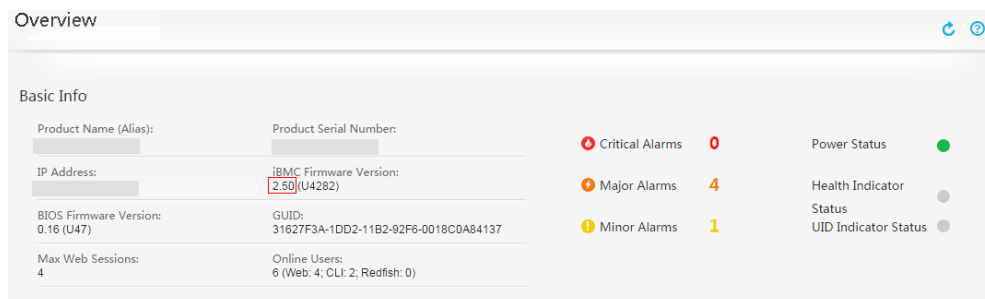 Overview
Basic Info
Product Name (Alias):
Product Serial Number:
IP Address:
iBMC Firmware Version:
2.50 (U4282)
BIOS Firmware Version:
0.16 (U47)
GUID:
31627F3A-1DD2-11B2-92F6-0018C0A84137
Max Web Sessions:
4
Online Users:
6 (Web: 4; CLI: 2; Redfish: 0)
Critical Alarms 0
Major Alarms 4
Minor Alarms 1
Power Status
Health Indicator
Status
UID Indicator Status